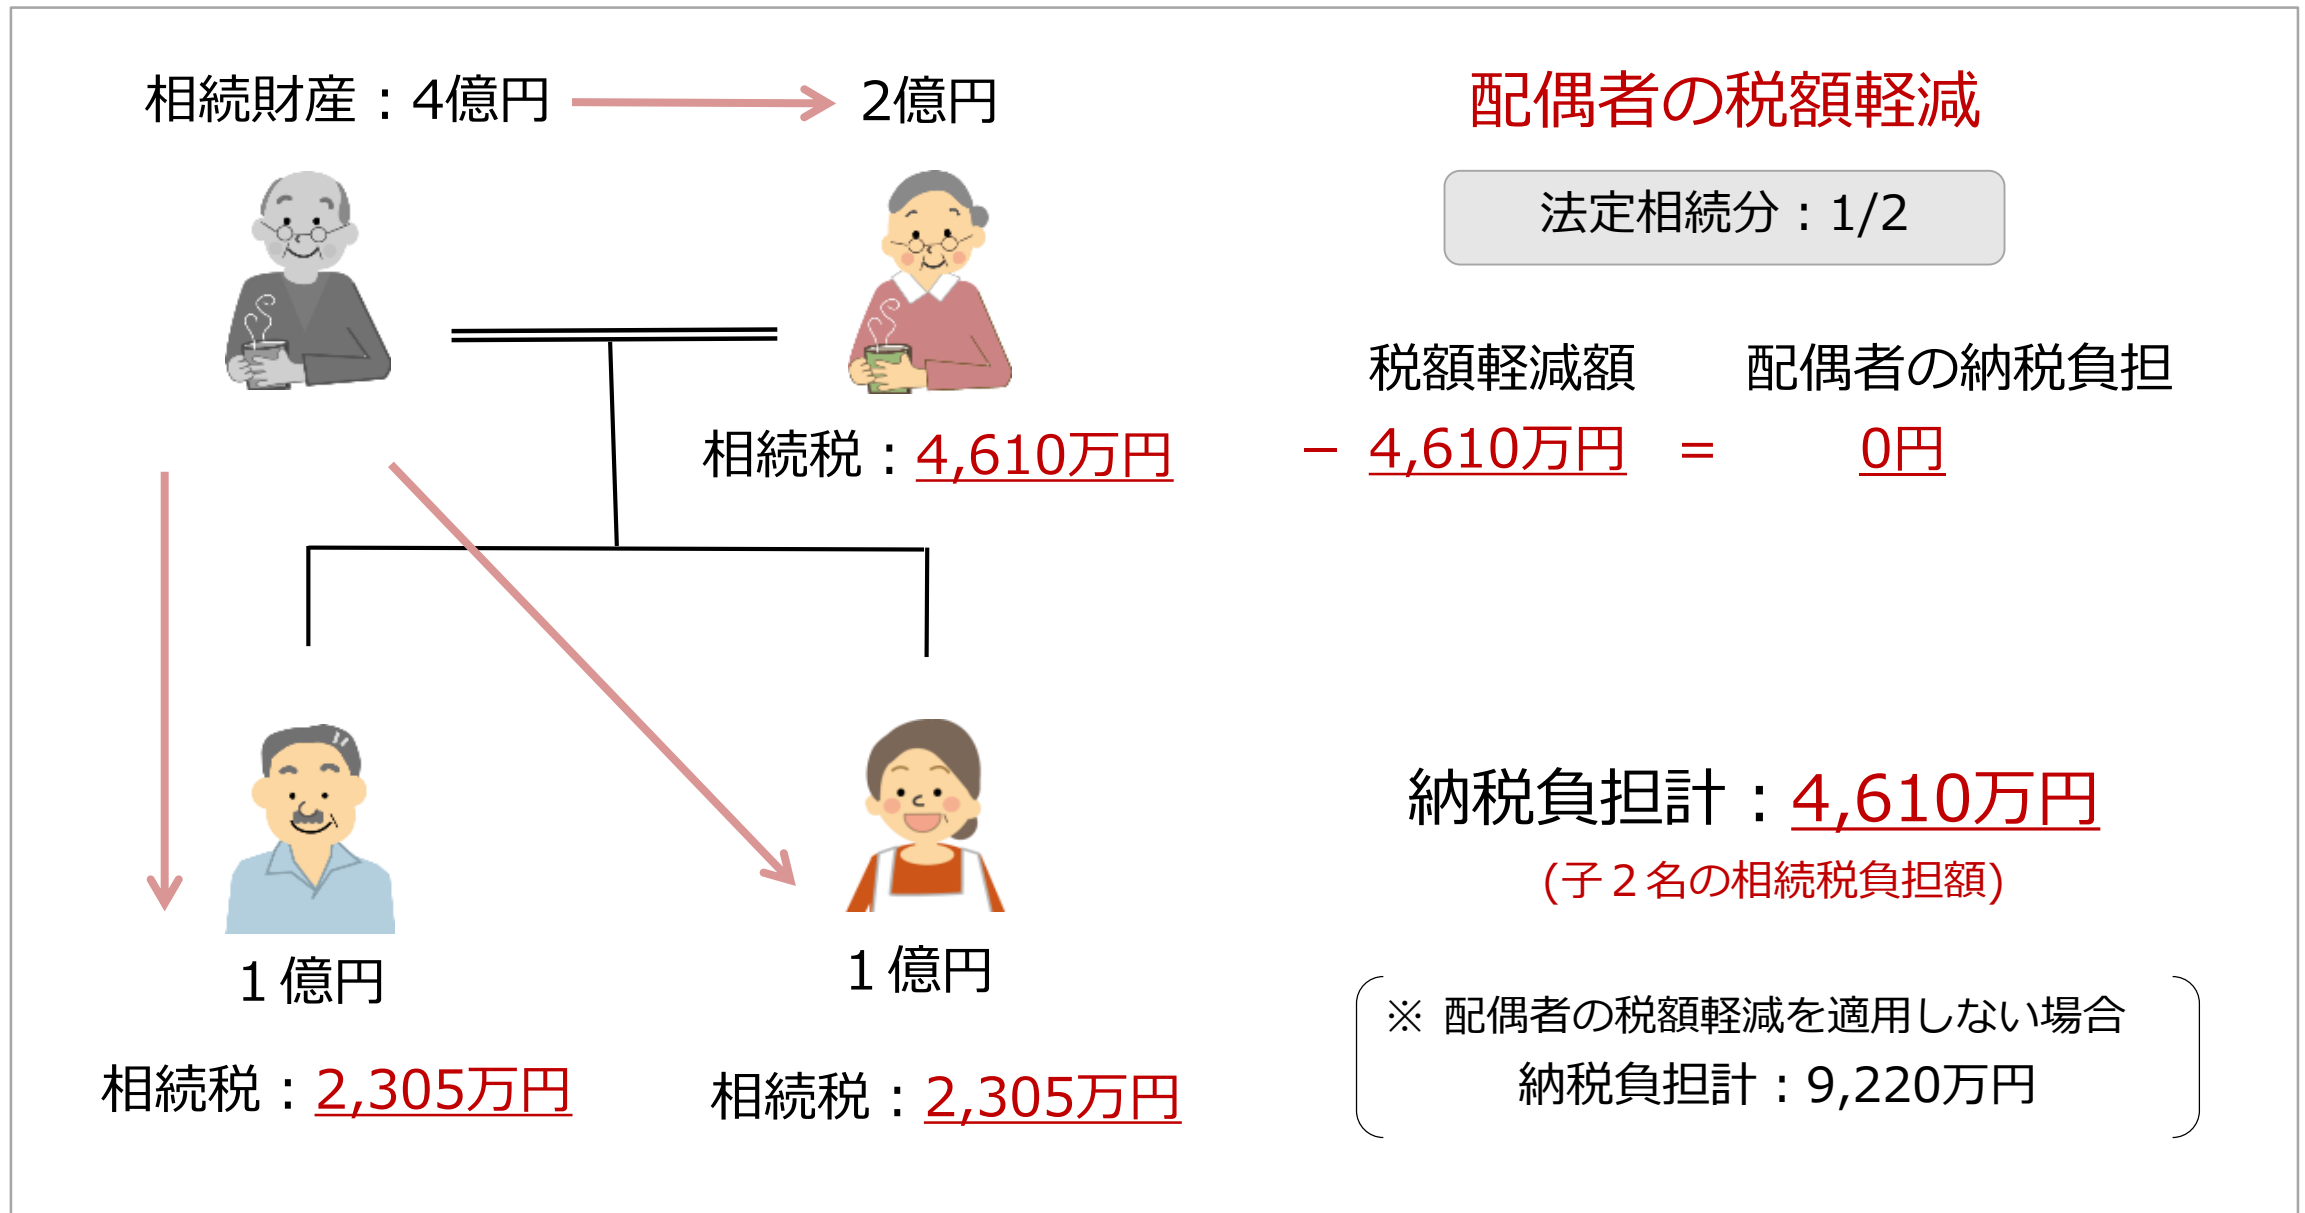 相続財産：4億円
2億円
配偶者の税額軽減
法定相続分：1/2
税額軽減額
配偶者の納税負担
相続税：4,610万円
－ 4,610万円 ＝ 0円
納税負担計：4,610万円
(子２名の相続税負担額)
１億円
１億円
相続税：2,305万円
相続税：2,305万円
※ 配偶者の税額軽減を適用しない場合
納税負担計：9,220万円